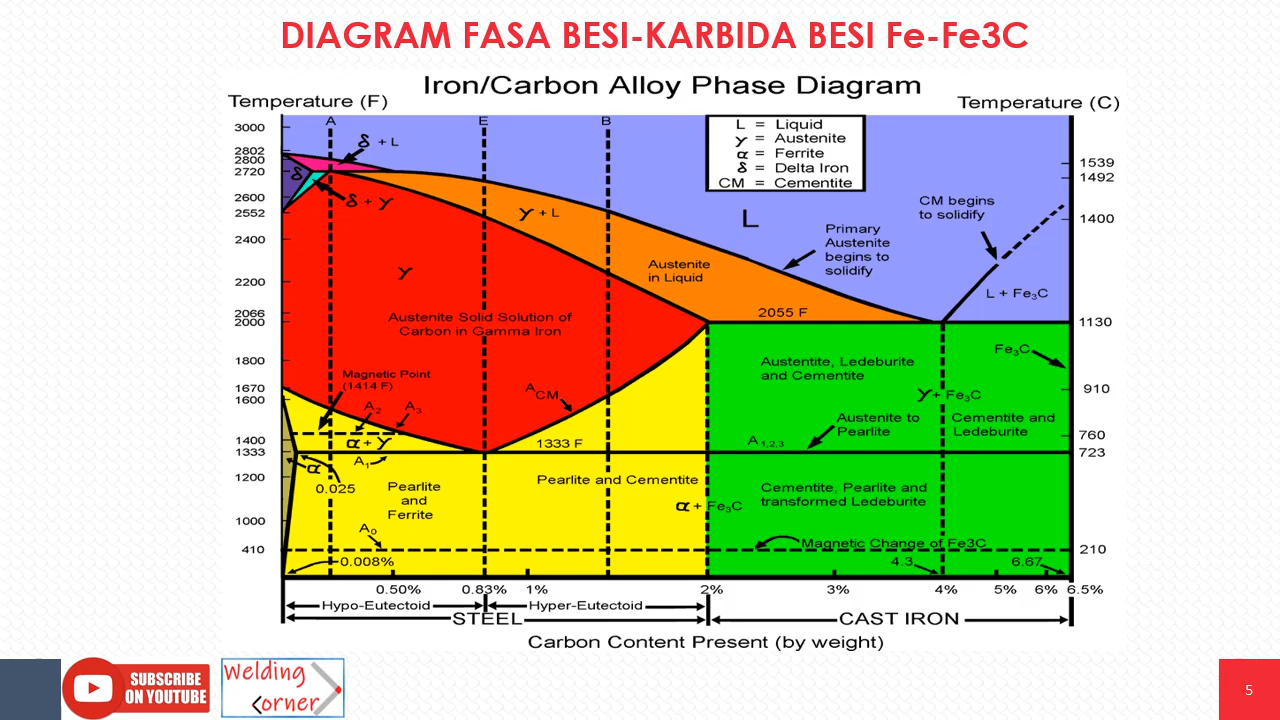 DIAGRAM FASA BESI-KARBIDA BESI Fe-Fe3C
Iron/Carbon Alloy Phase Diagram
Temperature (F)
Temperature (C)
3000
2802
2800
2720
2600
2552
2400
2200
2066
2000
1800
1670
1600
1400
1333
1200
1000
410
A
E
B
L = Liquid
γ = Austenite
α = Ferrite
δ = Delta Iron
CM = Cementite
1539
1492
1400
1130
910
760
723
210
δ + L
δ
δ + γ
γ + L
L
CM begins
to solidify
Primary
Austenite
begins to
solidify
Austenite
in Liquid
L + Fe₃C
γ
2055 F
Austenite Solid Solution of
Carbon in Gamma Iron
Fe₃C
Austentite, Ledeburite
and Cementite
Magnetic Point
(1414 F)
A CM
γ + Fe₃C
A₂
A₃
Austenite to
Pearlite
Cementite and
Ledeburite
α + γ
1333 F
A 1,2,3
A₁
α
0.025
Pearlite
and
Ferrite
Pearlite and Cementite
Cementite, Pearlite and
transformed Ledeburite
α + Fe₃C
A₀
Magnetic Change of Fe3C
0.008%
4.3
6.67
0.50%
0.83%
1%
2%
3%
4%
5%
6%
6.5%
Hypo-Eutectoid
Hyper-Eutectoid
STEEL
CAST IRON
Carbon Content Present (by weight)
SUBSCRIBE
ON YOUTUBE
Welding
Corner
5